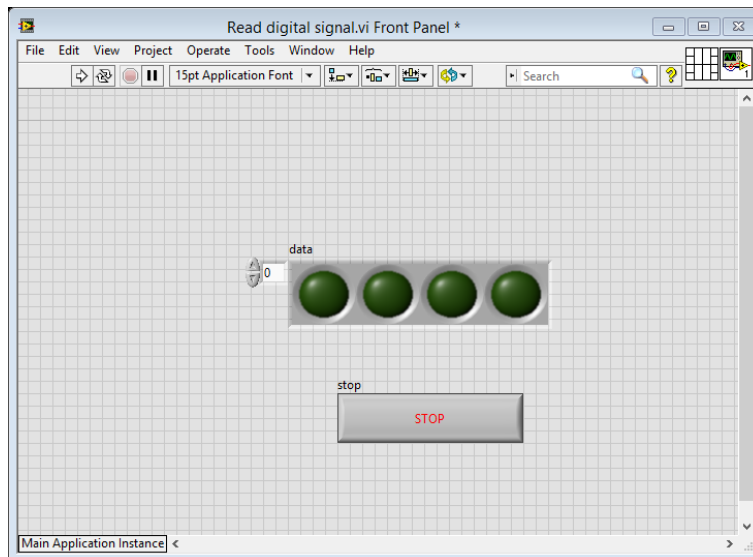 Read digital signal.vi Front Panel *
File Edit View Project Operate Tools Window Help
15pt Application Font Search ? 1
data
0
stop
STOP
Main Application Instance